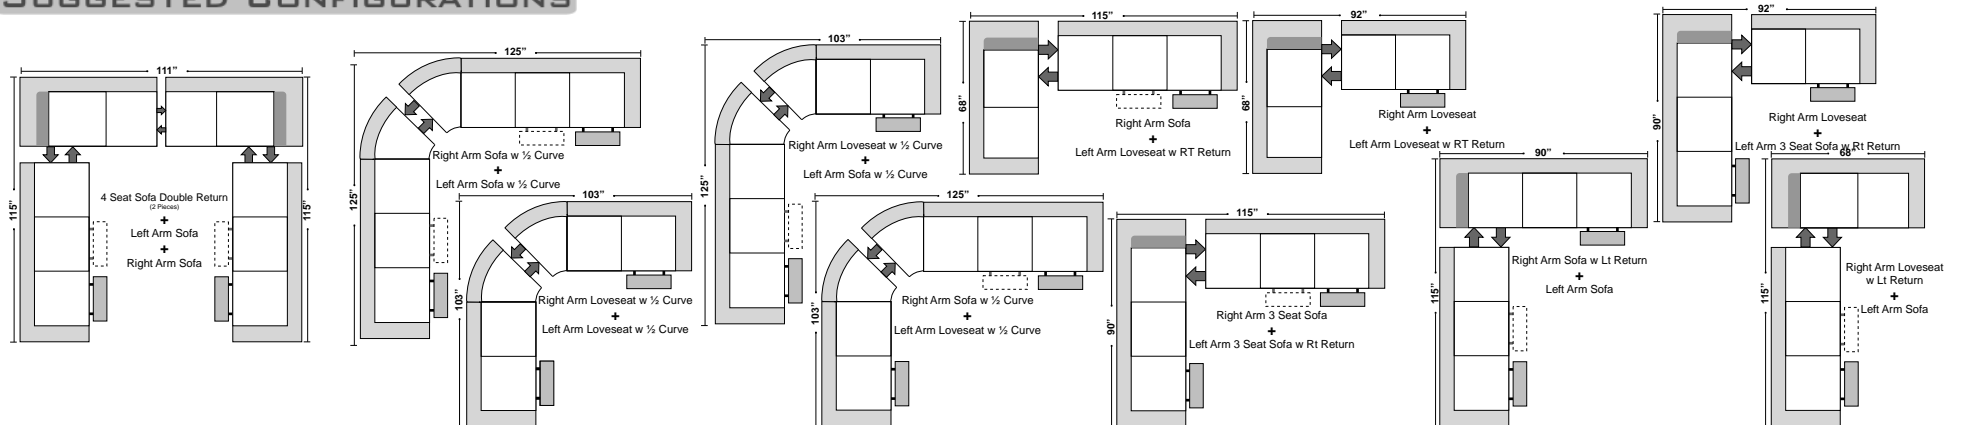 SUGGESTED CONFIGURATIONS
111”
115”
115”
4 Seat Sofa Double Return
(2 Pieces)
+
Left Arm Sofa
+
Right Arm Sofa
125”
125”
Right Arm Sofa w ½ Curve
+
Left Arm Sofa w ½ Curve
103”
103”
Right Arm Loveseat w ½ Curve
+
Left Arm Loveseat w ½ Curve
103”
125”
Right Arm Loveseat w ½ Curve
+
Left Arm Sofa w ½ Curve
125”
103”
Right Arm Sofa w ½ Curve
+
Left Arm Loveseat w ½ Curve
115”
68”
Right Arm Sofa
+
Left Arm Loveseat w RT Return
115”
90”
Right Arm 3 Seat Sofa
+
Left Arm 3 Seat Sofa w Rt Return
92”
68”
Right Arm Loveseat
+
Left Arm Loveseat w RT Return
90”
115”
Right Arm Sofa w Lt Return
+
Left Arm Sofa
92”
90”
Right Arm Loveseat
+
Left Arm 3 Seat Sofa w Rt Return
68”
115”
Right Arm Loveseat
w Lt Return
+
Left Arm Sofa